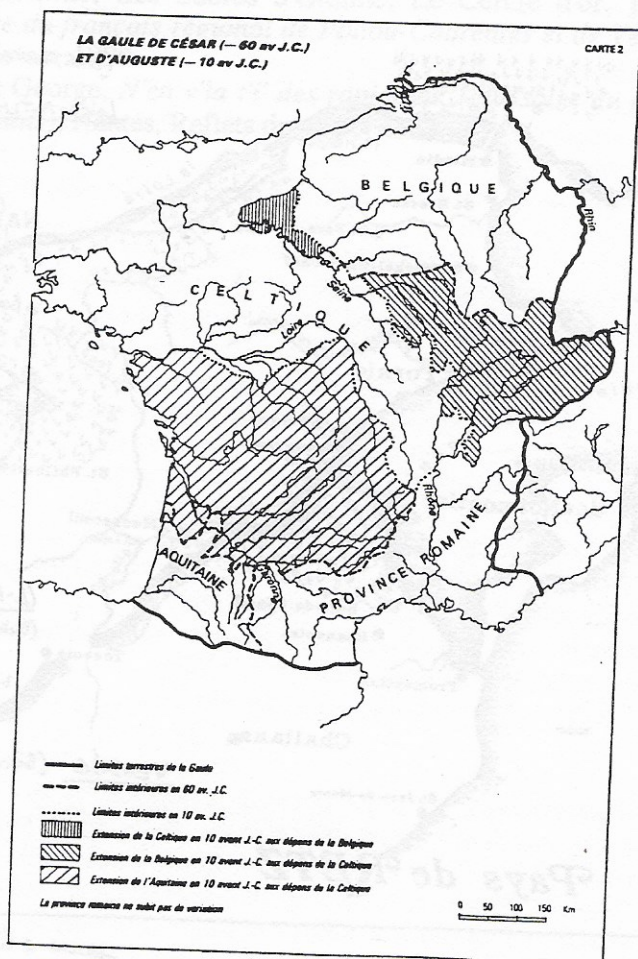 LA GAULE DE CÉSAR (— 60 av J.C.)
ET D'AUGUSTE (— 10 av J.C.)
CARTE 2
BELGIQUE
Rhin
Seine
CELTIQUE
Loire
Rhône
AQUITAINE
Garonne
PROVINCE ROMAINE
Limites terrestres de la Gaule
Limites intérieures en 60 av. J.C.
Limites intérieures en 10 av. J.C.
Extension de la Celtique en 10 avant J.-C. aux dépens de la Belgique
Extension de la Belgique en 10 avant J.-C. aux dépens de la Celtique
Extension de l'Aquitaine en 10 avant J.-C. aux dépens de la Celtique
La province romaine ne subit pas de variation
0 50 100 150 Km
Pays de